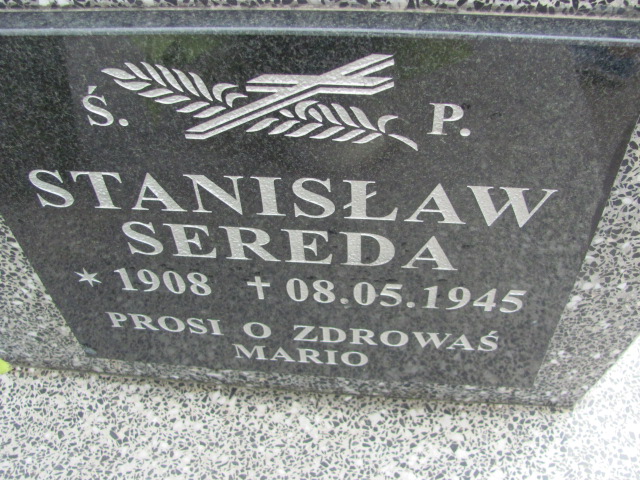 Ś. P.
STANISŁAW
SEREDA
* 1908 † 08.05.1945
PROSI O ZDROWAŚ
MARIO